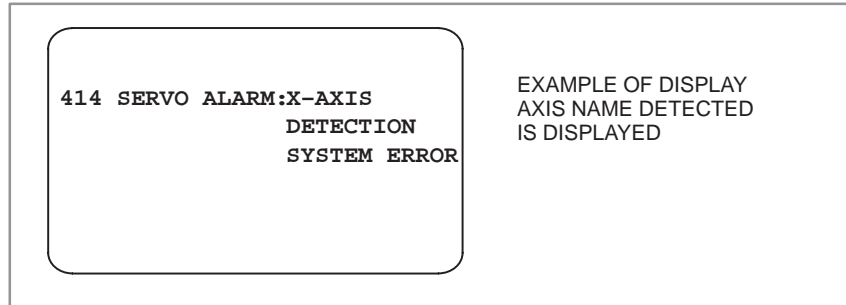 414 SERVO ALARM:X–AXIS
DETECTION
SYSTEM ERROR
EXAMPLE OF DISPLAY
AXIS NAME DETECTED
IS DISPLAYED